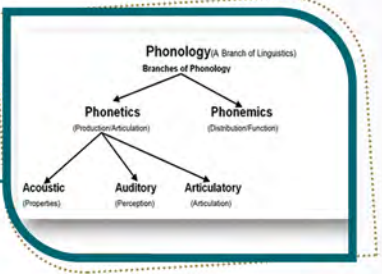 Phonology(A Branch of Linguistics)
Branches of Phonology
Phonetics Phonemics
(Production/Articulation) (Distribution/Function)
Acoustic Auditory Articulatory
(Properties) (Perception) (Articulation)